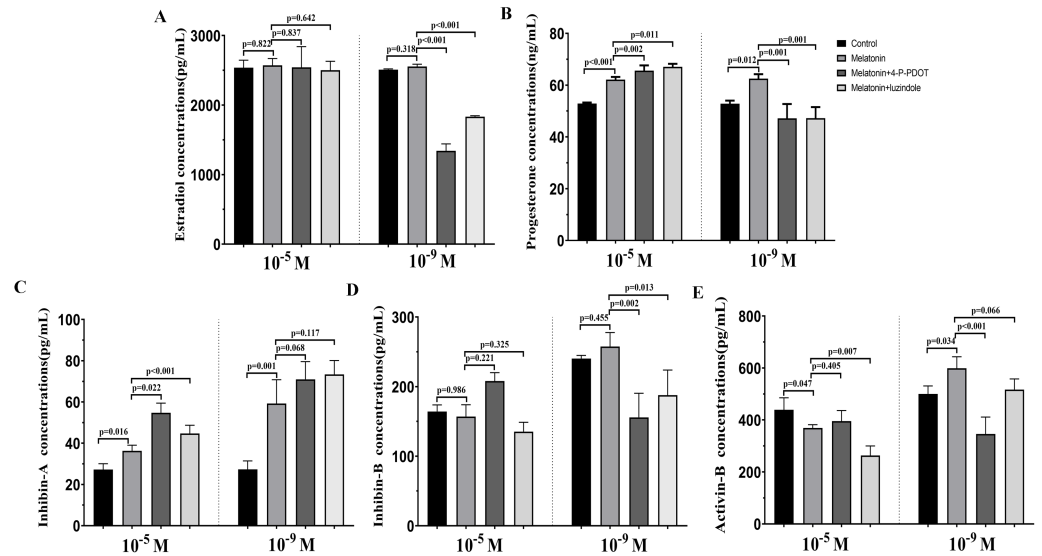 A
Estradiol concentrations(pg/mL)
3000
2500
1600
800
0
p=0.642
p=0.822
p=0.837
p<0.001
p=0.318
p<0.001
10-5 M
10-9 M
B
Progesterone concentrations(ng/mL)
80
60
40
20
0
p=0.011
p=0.002
p<0.001
p=0.001
p=0.001
p=0.012
10-5 M
10-9 M
Control
Melatonin
Melatonin+4-P-PDOT
Melatonin+luzindole
C
Inhibin-A concentrations(pg/mL)
100
80
60
40
20
0
p<0.001
p=0.022
p=0.016
p=0.117
p=0.068
p=0.001
10-5 M
10-9 M
D
Inhibin-B concentrations(pg/mL)
300
200
100
0
p=0.325
p=0.221
p=0.986
p=0.013
p=0.002
p=0.455
10-5 M
10-9 M
E
Activin-B concentrations(pg/mL)
800
600
400
200
0
p=0.007
p=0.405
p=0.047
p=0.066
p<0.001
p=0.034
10-5 M
10-9 M